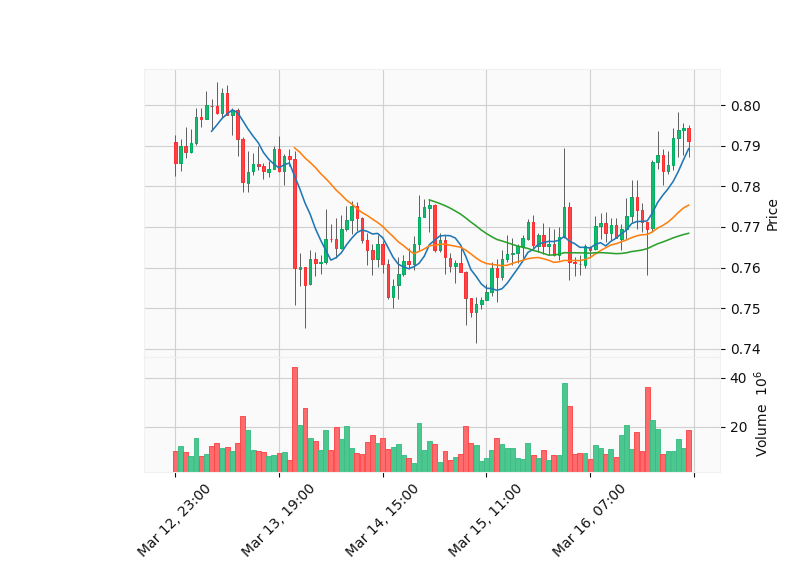 0.80
0.79
0.78
0.77
0.76
0.75
0.74
Price
40
20
Volume 10^6
Mar 12, 23:00
Mar 13, 19:00
Mar 14, 15:00
Mar 15, 11:00
Mar 16, 07:00